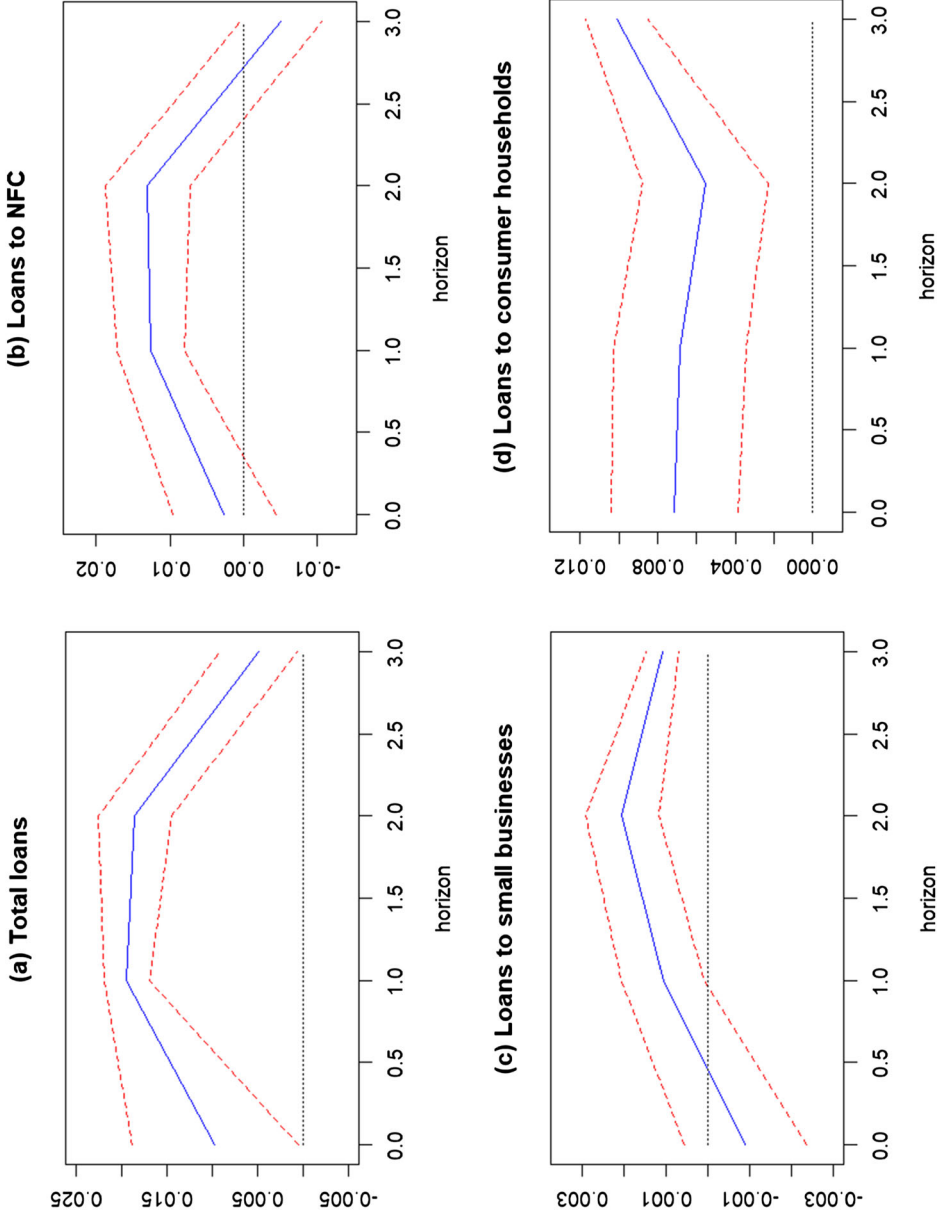 (a) Total loans
-0.005 0.005 0.015 0.025
0.0 0.5 1.0 1.5 2.0 2.5 3.0
horizon
(b) Loans to NFC
-0.01 0.00 0.01 0.02
0.0 0.5 1.0 1.5 2.0 2.5 3.0
horizon
(c) Loans to small businesses
-0.003 -0.001 0.001 0.003
0.0 0.5 1.0 1.5 2.0 2.5 3.0
horizon
(d) Loans to consumer households
0.000 0.004 0.008 0.012
0.0 0.5 1.0 1.5 2.0 2.5 3.0
horizon